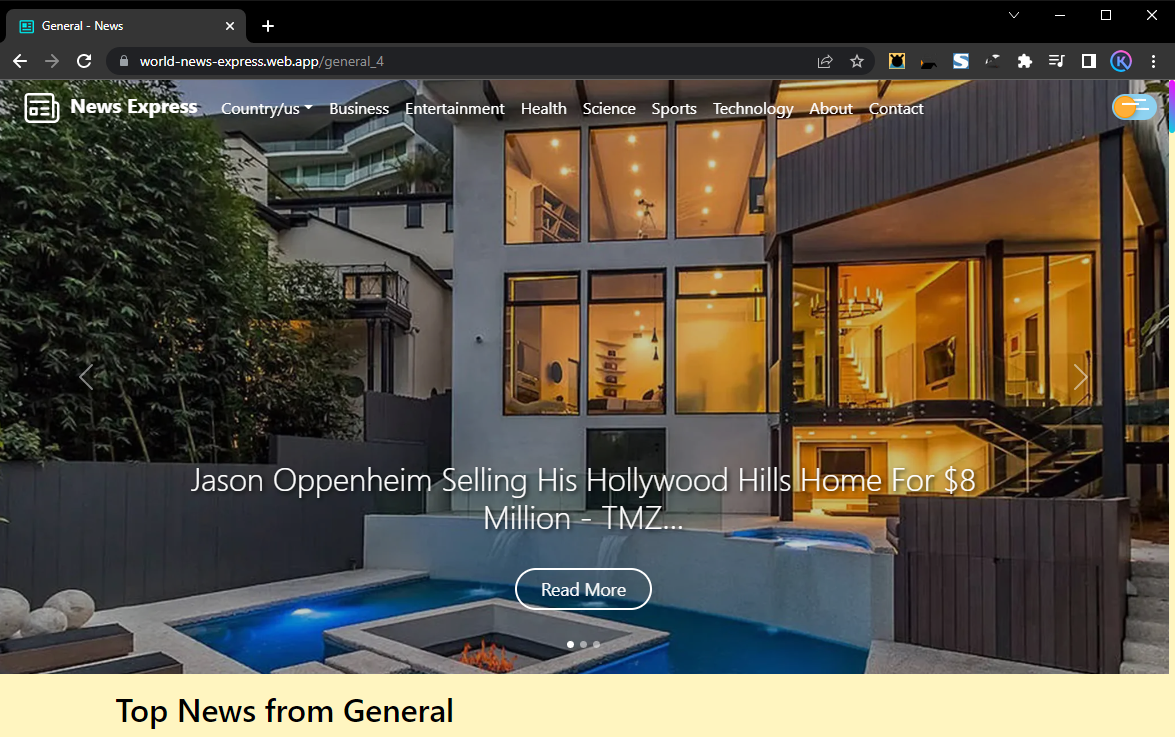 General - News
world-news-express.web.app/general_4
K
News Express Country/us Business Entertainment Health Science Sports Technology About Contact
Jason Oppenheim Selling His Hollywood Hills Home For $8
Million - TMZ...
Read More
Top News from General